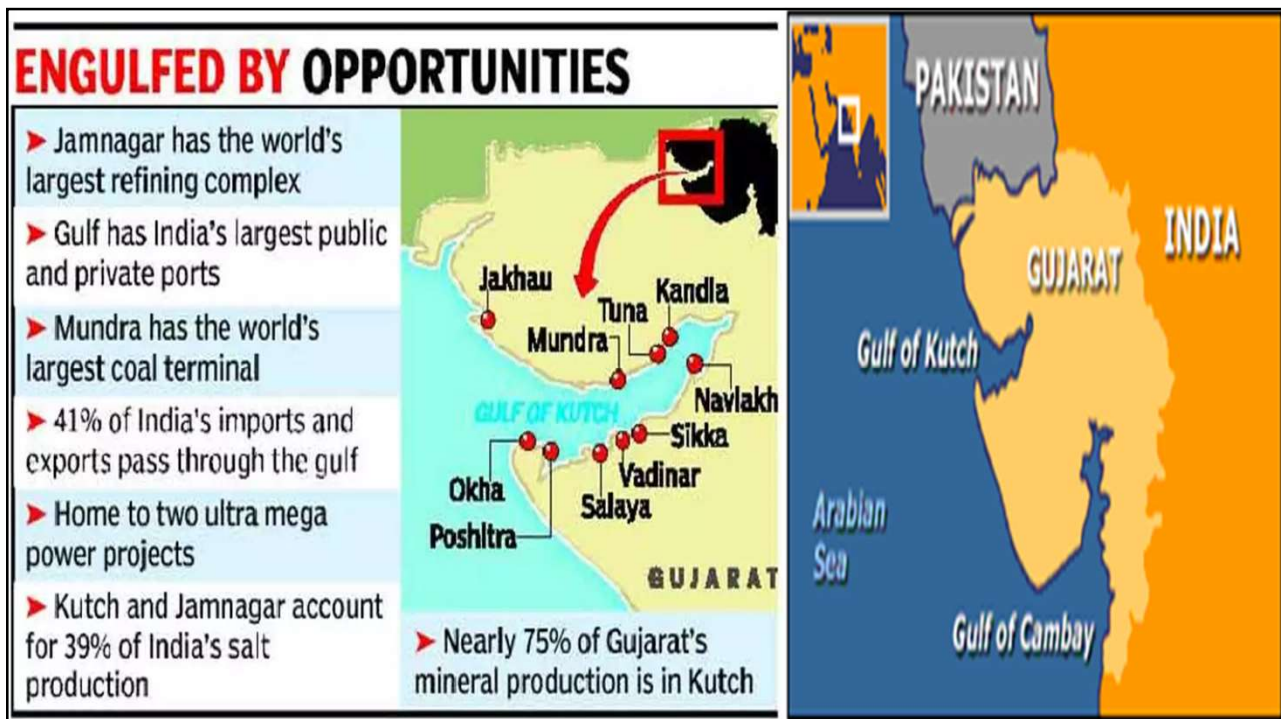 ENGULFED BY OPPORTUNITIES
➤ Jamnagar has the world's
largest refining complex
➤ Gulf has India's largest public
and private ports
➤ Mundra has the world's
largest coal terminal
➤ 41% of India's imports and
exports pass through the gulf
➤ Home to two ultra mega
power projects
➤ Kutch and Jamnagar account
for 39% of India's salt
production
Jakhau
Kandla
Tuna
Mundra
Navlakh
GULF OF KUTCH
Sikka
Vadinar
Okha
Salaya
Poshltra
GUJARAT
➤ Nearly 75% of Gujarat's
mineral production is in Kutch
PAKISTAN
INDIA
GUJARAT
Gulf of Kutch
Arabian
Sea
Gulf of Cambay